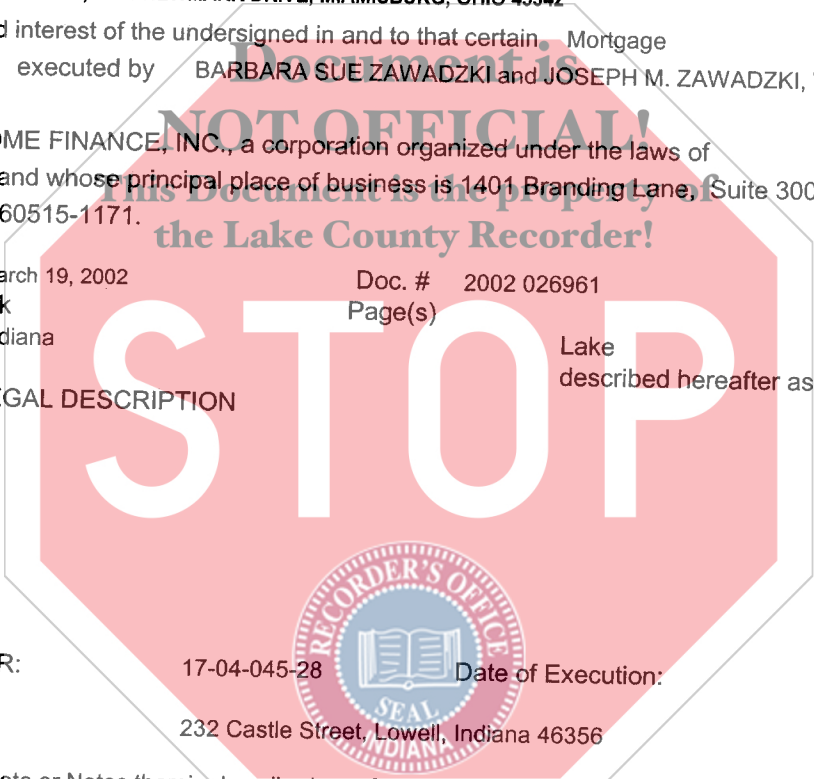 DRIVE, MIAMISBURG, OHIO 45342
interest of the undersigned in and to that certain Mortgage
executed by BARBARA SUE ZAWADZKI and JOSEPH M. ZAWADZKI,
Document is
NOT OFFICIAL!
OME FINANCE, INC., a corporation organized under the laws of
and whose principal place of business is 1401 Branding Lane, Suite 300
This Document is the property of
60515-1171.
the Lake County Recorder!
arch 19, 2002 Doc. # 2002 026961
k Page(s)
diana Lake
described hereafter as
EGAL DESCRIPTION
STOP
RECORDER'S OFFICE
SEAL
INDIANA
R: 17-04-045-28 Date of Execution:
232 Castle Street, Lowell, Indiana 46356